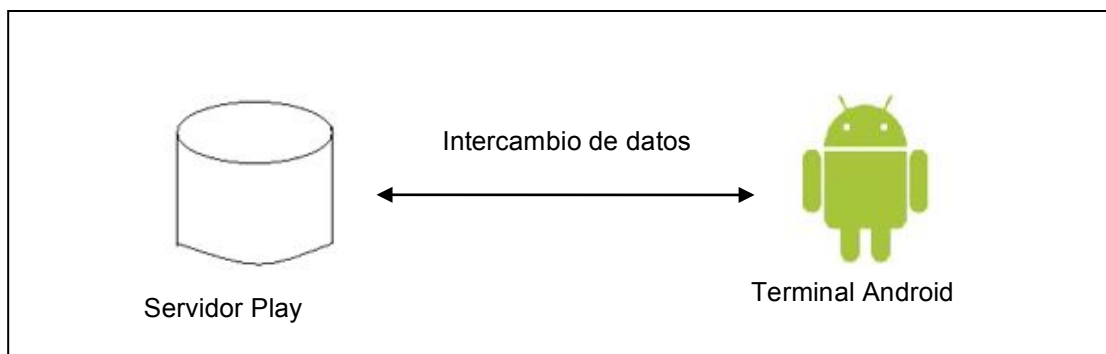 Intercambio de datos
Servidor Play
Terminal Android